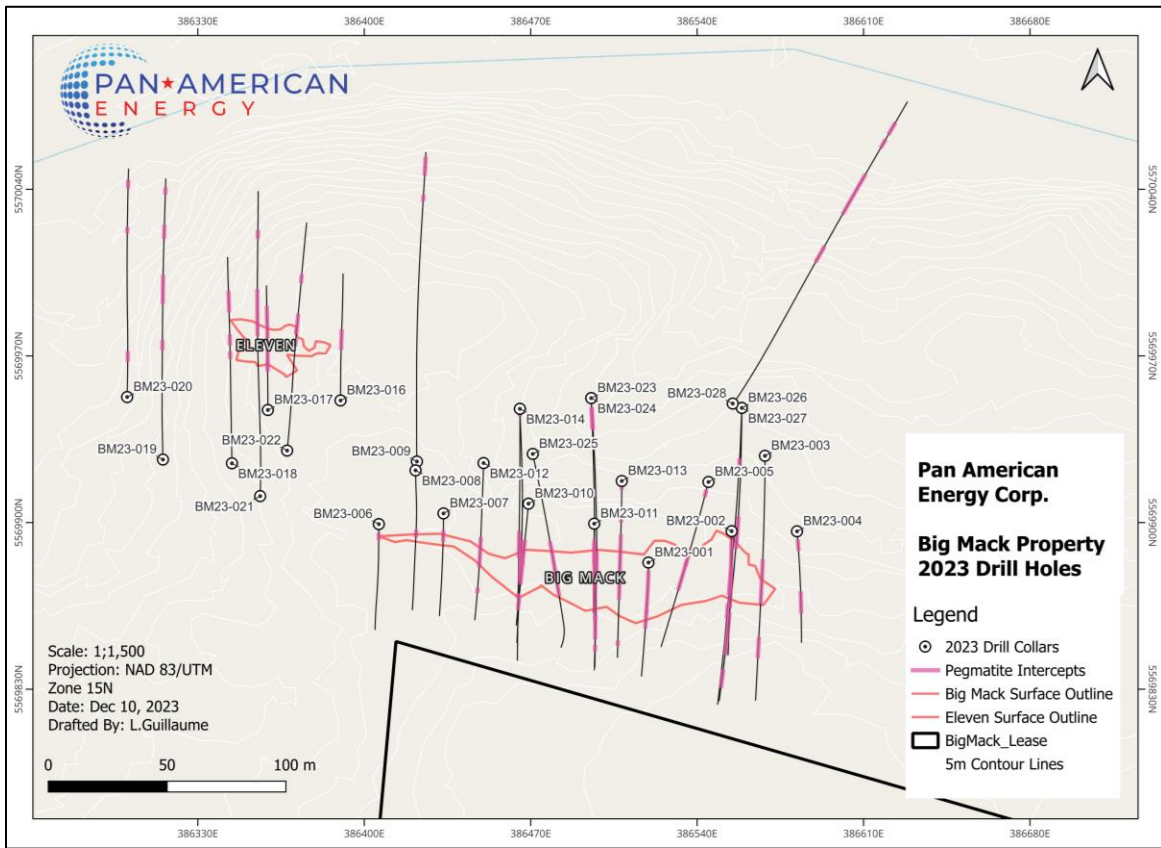 386330E 386400E 386470E 386540E 386610E 386680E
PAN★AMERICAN
ENERGY
5570040N
5570040N
5569970N
5569970N
5569900N
5569900N
5569830N
5569830N
ELEVEN
BM23-020
BM23-017
BM23-016
BM23-019
BM23-022
BM23-018
BM23-021
BM23-009
BM23-008
BM23-006
BM23-007
BM23-012
BM23-014
BM23-025
BM23-010
BM23-023
BM23-024
BM23-013
BM23-011
BM23-001
BM23-028
BM23-026
BM23-027
BM23-003
BM23-005
BM23-002
BM23-004
BIG MACK
Pan American
Energy Corp.
Big Mack Property
2023 Drill Holes
Legend
2023 Drill Collars
Pegmatite Intercepts
Big Mack Surface Outline
Eleven Surface Outline
BigMack_Lease
5m Contour Lines
Scale: 1;1,500
Projection: NAD 83/UTM
Zone 15N
Date: Dec 10, 2023
Drafted By: L.Guillaume
0 50 100 m
386330E 386400E 386470E 386540E 386610E 386680E